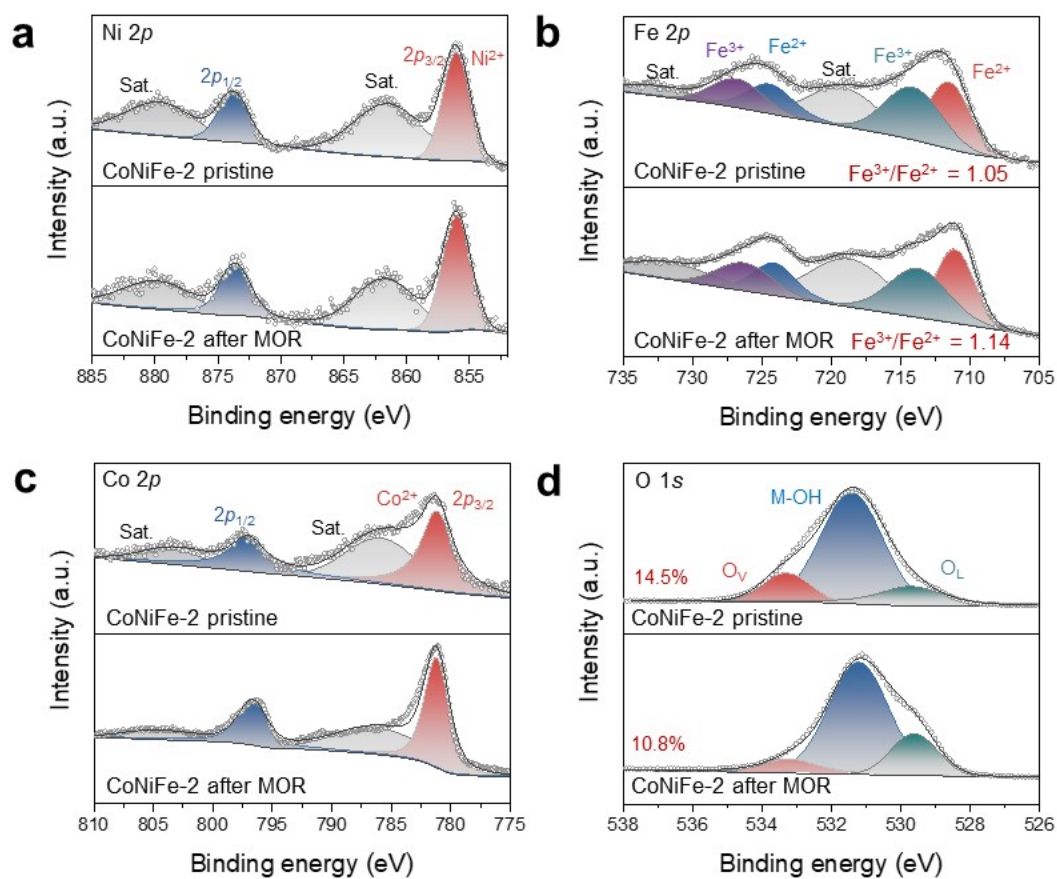 a
Ni 2p
Sat.
2p1/2
Sat.
2p3/2
Ni2+
CoNiFe-2 pristine
CoNiFe-2 after MOR
Intensity (a.u.)
885 880 875 870 865 860 855
Binding energy (eV)
b
Fe 2p
Sat.
Fe3+
Fe2+
Sat.
Fe3+
Fe2+
CoNiFe-2 pristine
Fe3+/Fe2+ = 1.05
CoNiFe-2 after MOR
Fe3+/Fe2+ = 1.14
Intensity (a.u.)
735 730 725 720 715 710 705
Binding energy (eV)
c
Co 2p
Sat.
2p1/2
Sat.
Co2+
2p3/2
CoNiFe-2 pristine
CoNiFe-2 after MOR
Intensity (a.u.)
810 805 800 795 790 785 780 775
Binding energy (eV)
d
O 1s
M-OH
14.5%
OV
OL
CoNiFe-2 pristine
10.8%
CoNiFe-2 after MOR
Intensity (a.u.)
538 536 534 532 530 528 526
Binding energy (eV)